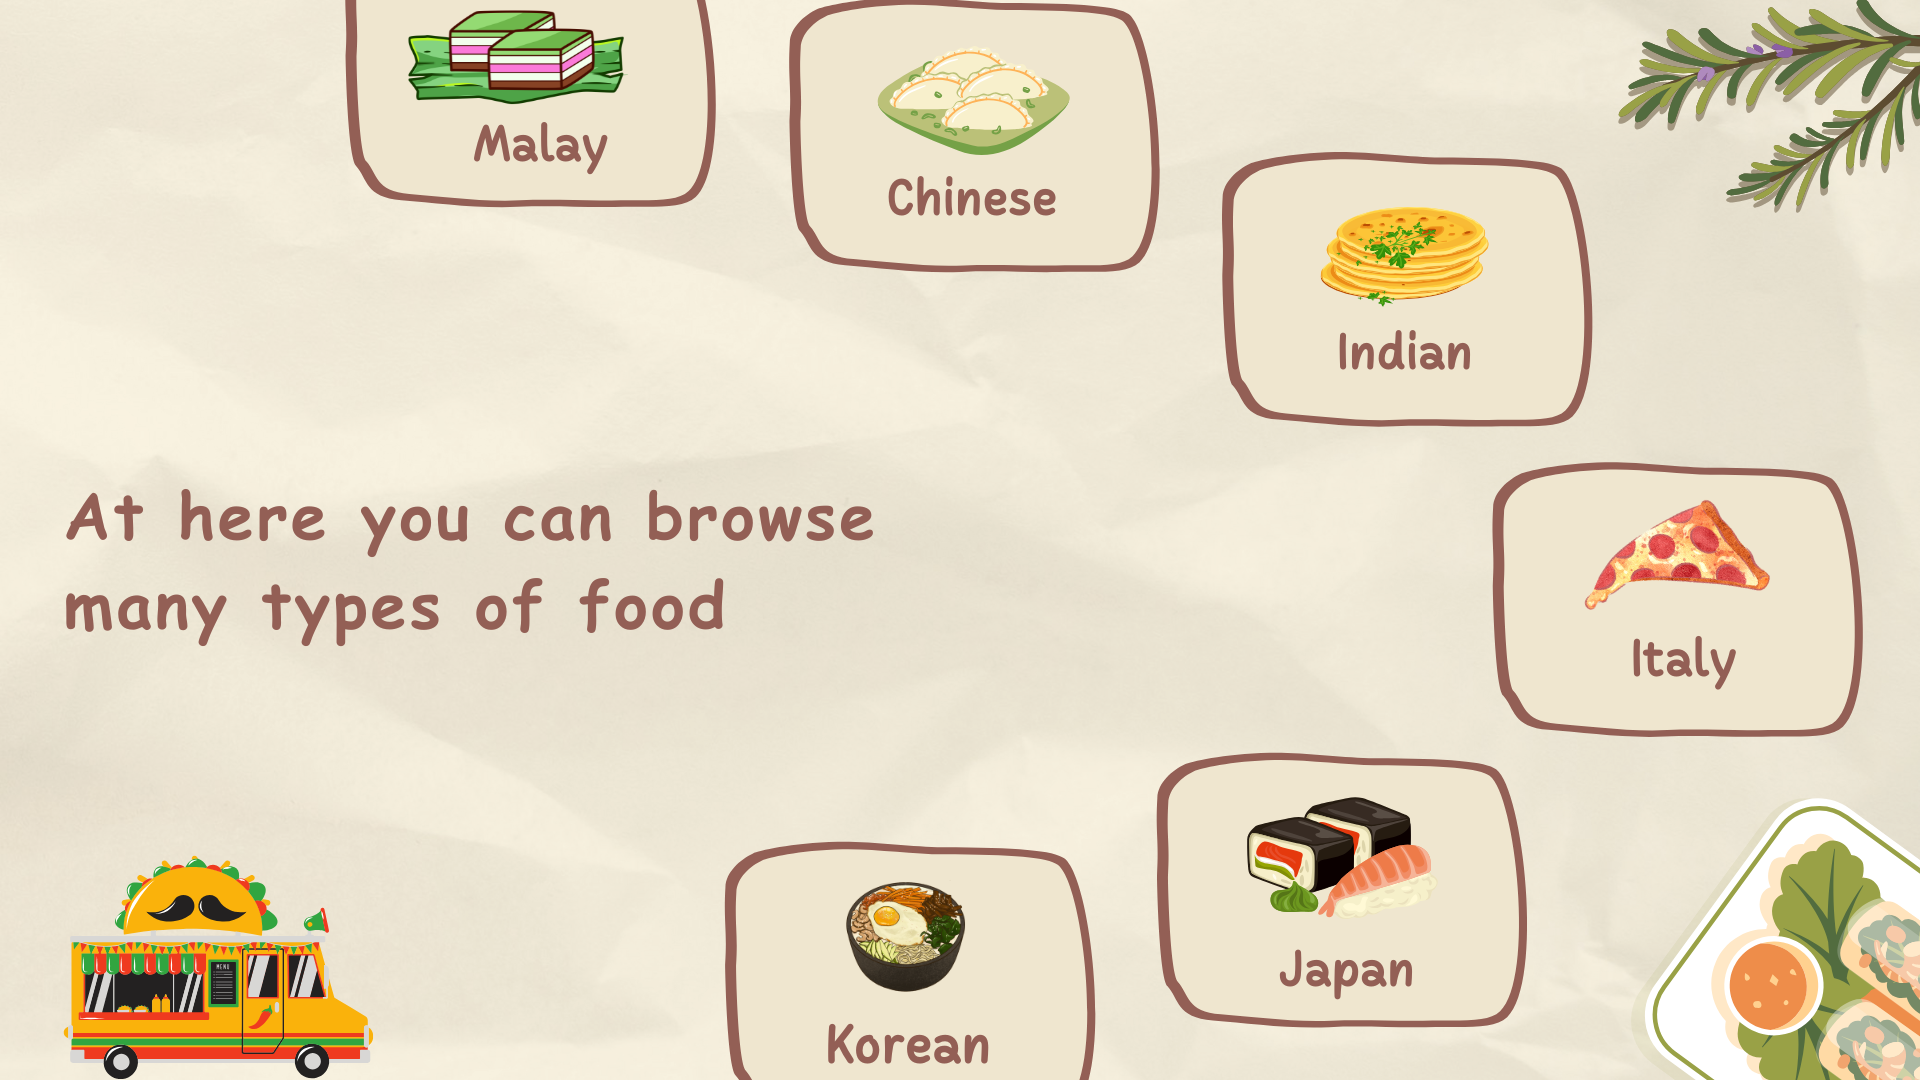 Malay
Chinese
Indian
At here you can browse
many types of food
Italy
Japan
Korean
MENU